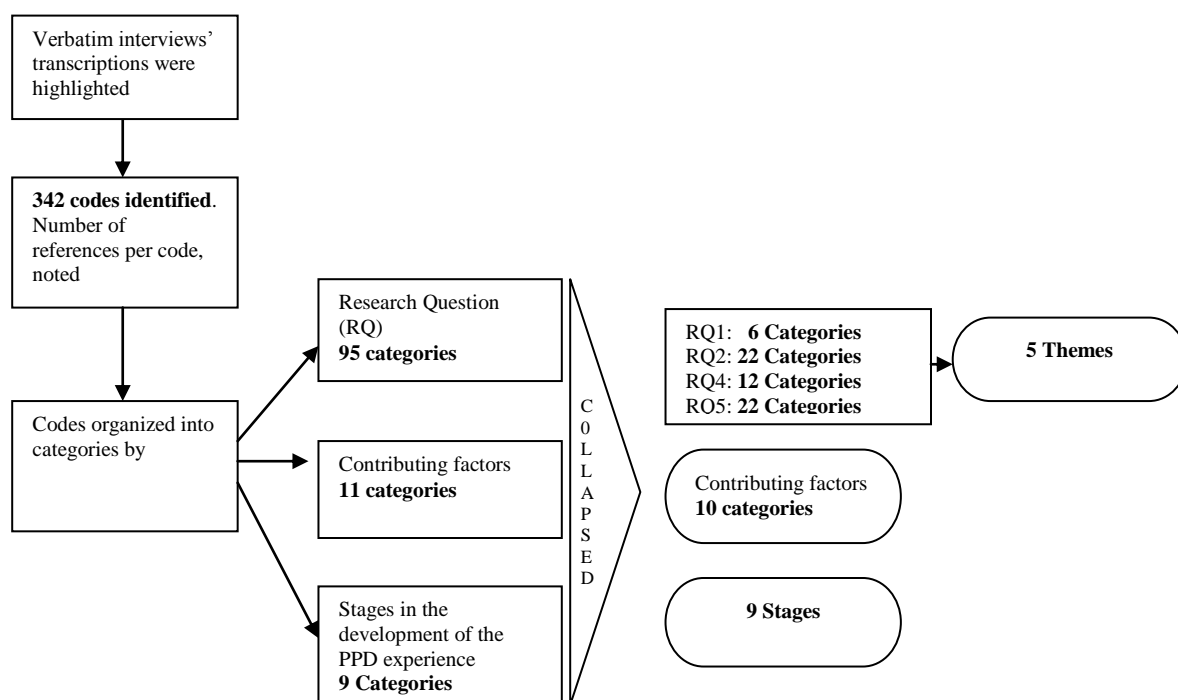 Verbatim interviews’
transcriptions were
highlighted
342 codes identified.
Number of
references per code,
noted
Codes organized into
categories by
Research Question
(RQ)
95 categories
Contributing factors
11 categories
Stages in the
development of the
PPD experience
9 Categories
C
0
L
L
A
P
S
E
D
RQ1: 6 Categories
RQ2: 22 Categories
RQ4: 12 Categories
RQ5: 22 Categories
5 Themes
Contributing factors
10 categories
9 Stages